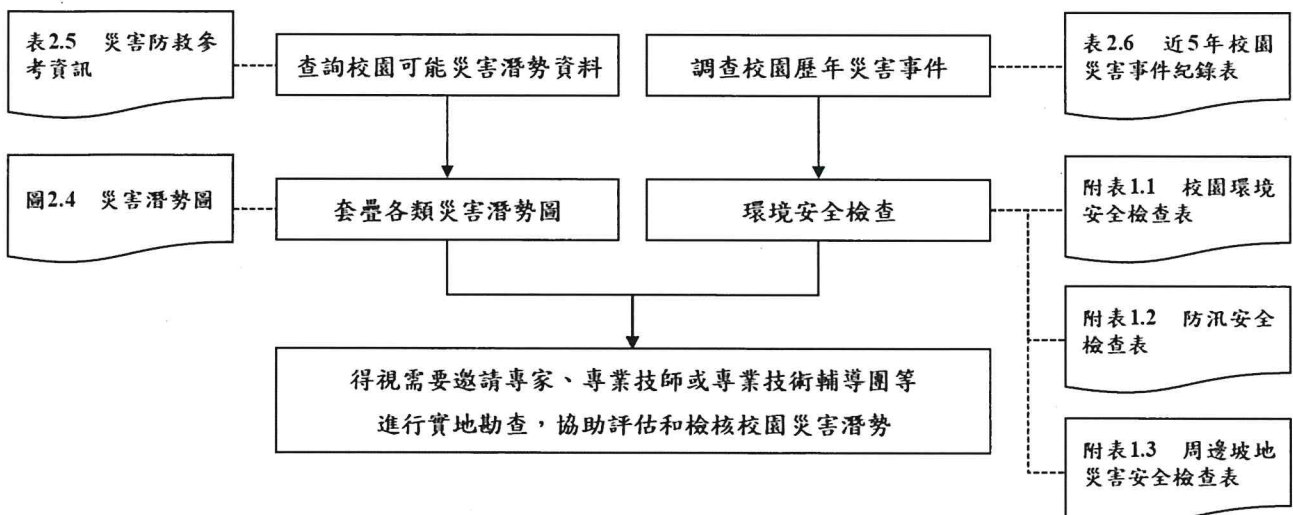 表2.5 災害防救參
考資訊
查詢校園可能災害潛勢資料
調查校園歷年災害事件
表2.6 近5年校園
災害事件紀錄表
圖2.4 災害潛勢圖
套疊各類災害潛勢圖
環境安全檢查
附表1.1 校園環境
安全檢查表
附表1.2 防汛安全
檢查表
得視需要邀請專家、專業技師或專業技術輔導團等
進行實地勘查，協助評估和檢核校園災害潛勢
附表1.3 周邊坡地
災害安全檢查表